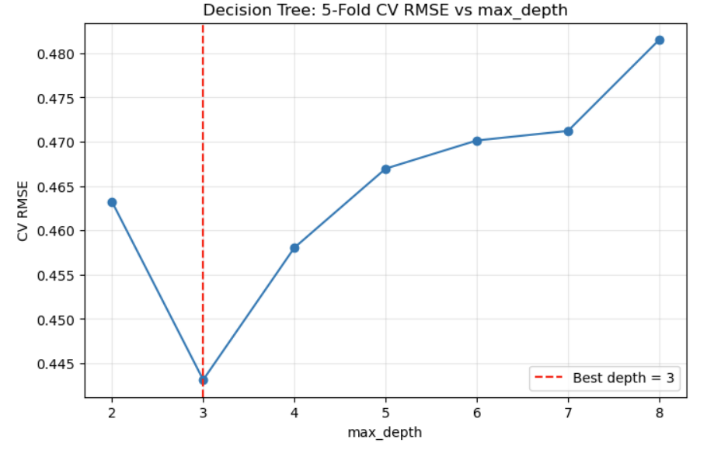 Decision Tree: 5-Fold CV RMSE vs max_depth
0.480
0.475
0.470
0.465
0.460
0.455
0.450
0.445
CV RMSE
Best depth = 3
2 3 4 5 6 7 8
max_depth